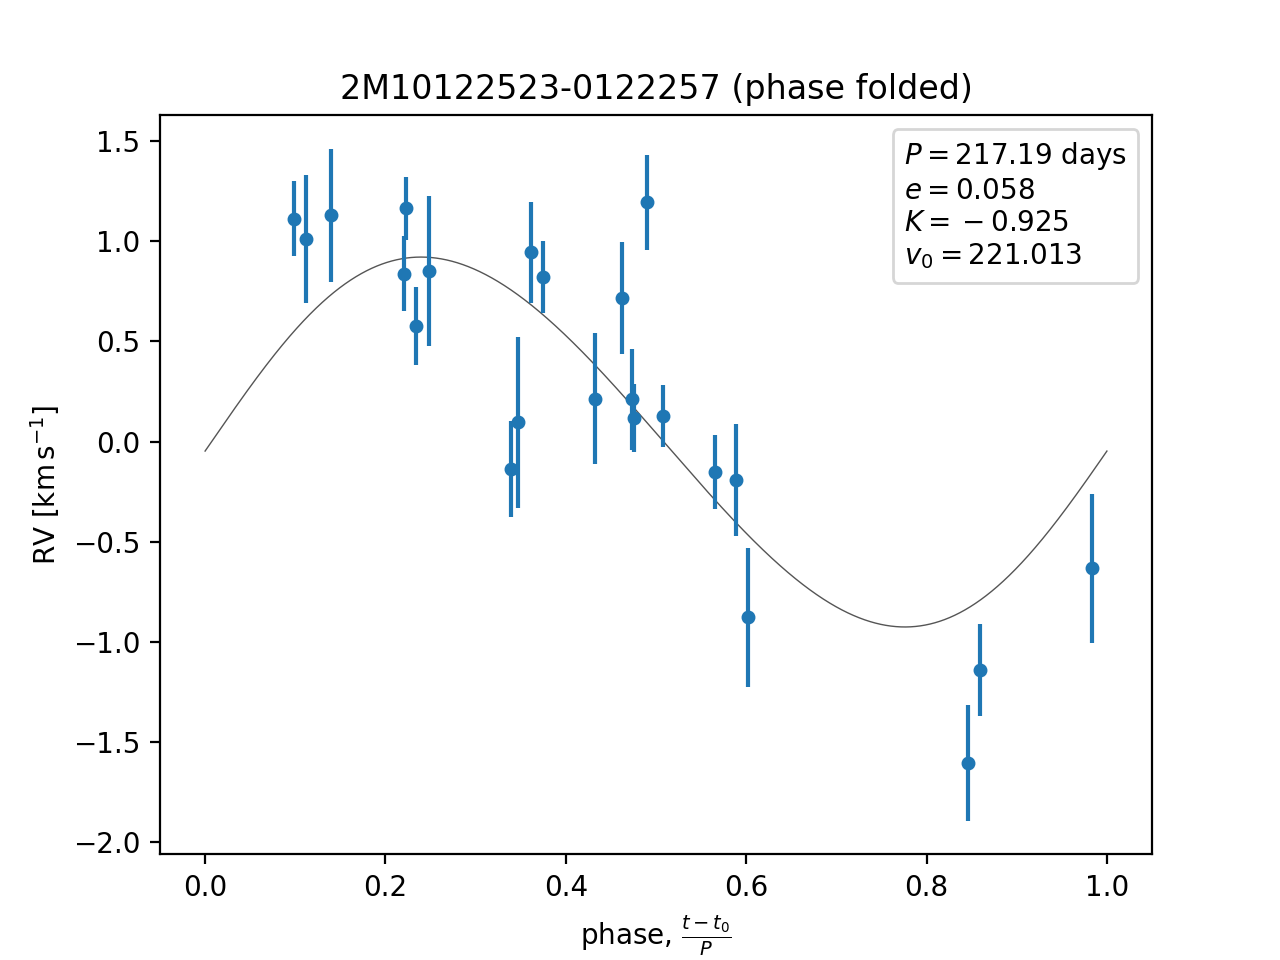 2M10122523-0122257 (phase folded)
P = 217.19 days
e = 0.058
K = −0.925
v₀ = 221.013
RV [km s⁻¹]
1.5
1.0
0.5
0.0
−0.5
−1.0
−1.5
−2.0
0.0 0.2 0.4 0.6 0.8 1.0
phase, (t − t₀)/P